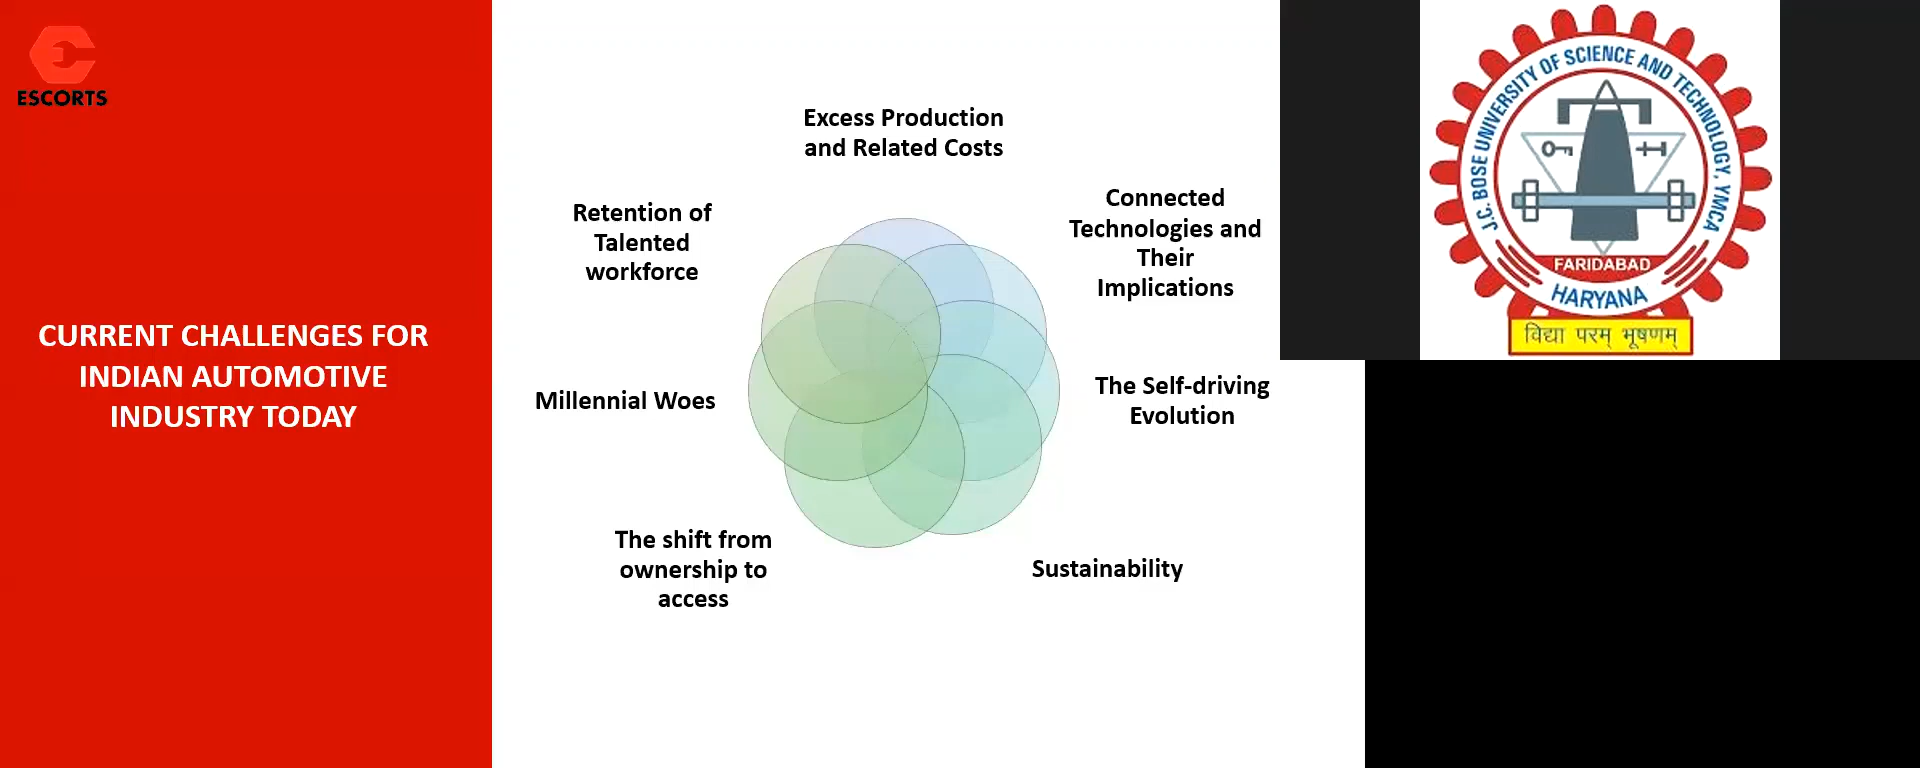 ESCORTS
CURRENT CHALLENGES FOR
INDIAN AUTOMOTIVE
INDUSTRY TODAY
Excess Production
and Related Costs
Connected
Technologies and
Their
Implications
The Self-driving
Evolution
Sustainability
The shift from
ownership to
access
Millennial Woes
Retention of
Talented
workforce
J.C. BOSE UNIVERSITY OF SCIENCE AND TECHNOLOGY, YMCA
FARIDABAD
HARYANA
विद्या परम् भूषणम्